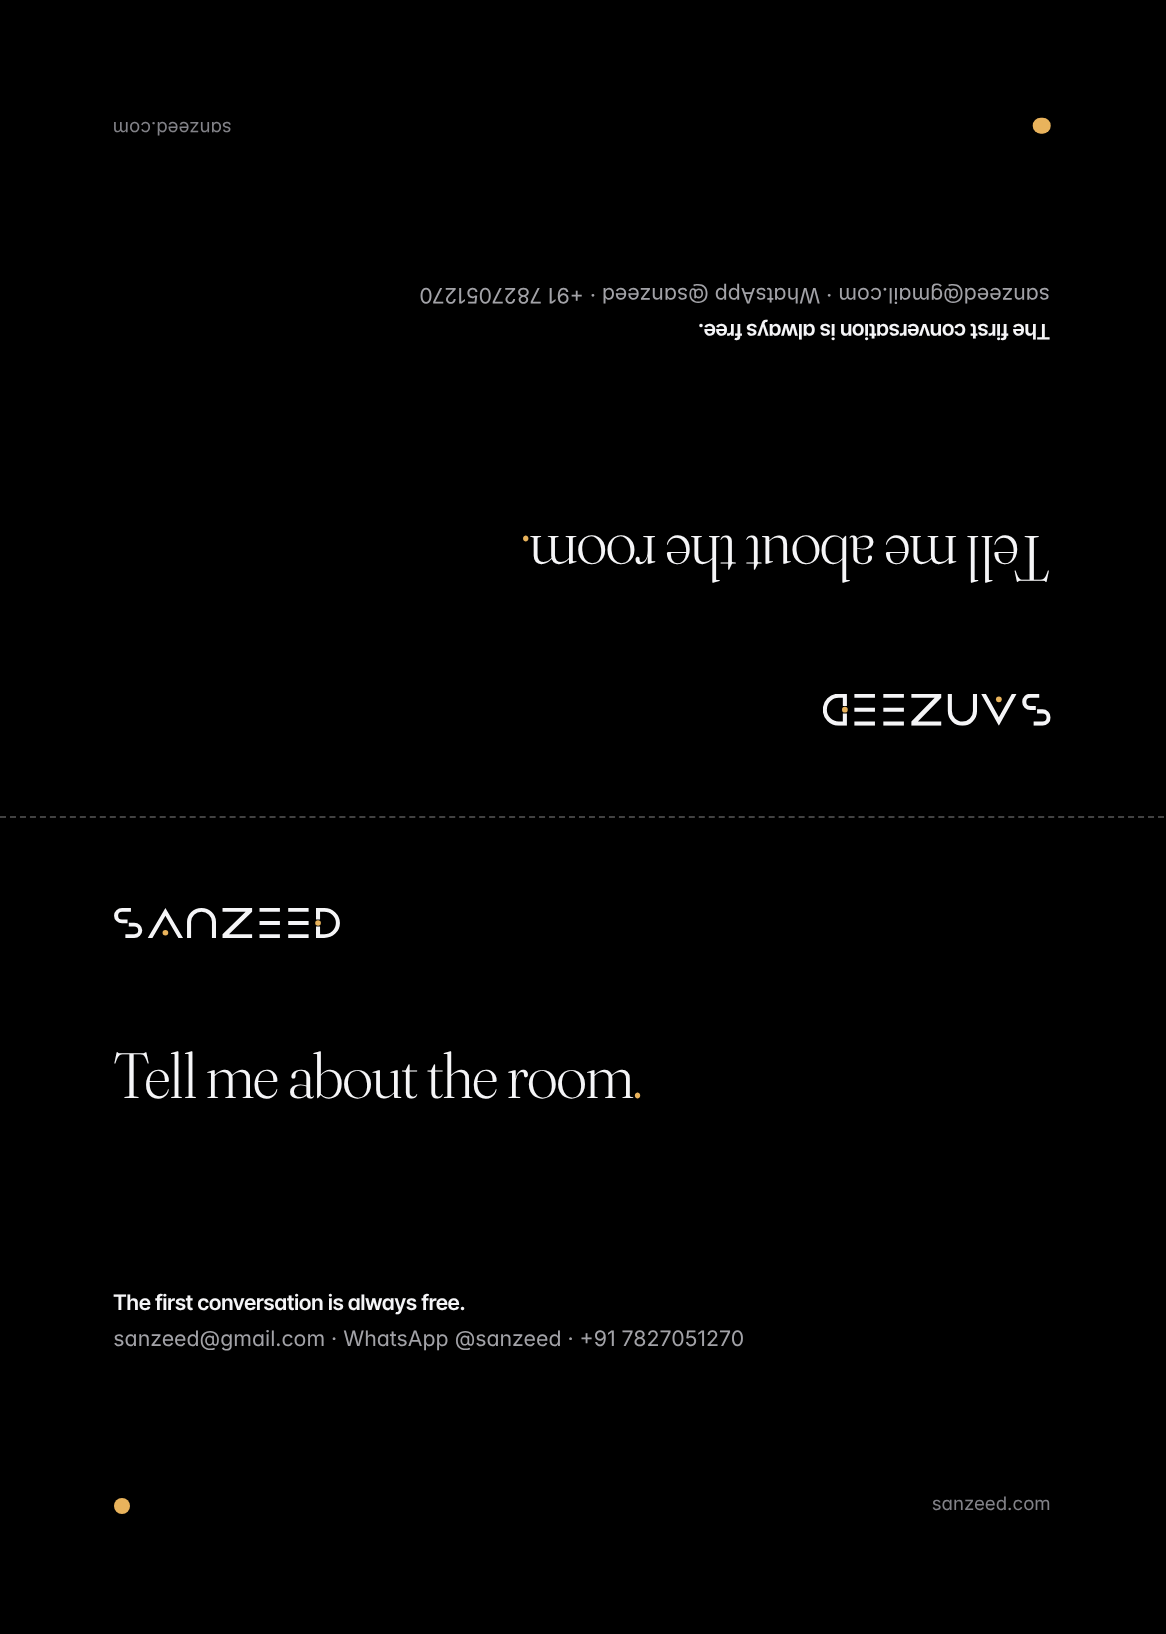 sanzeed.com
sanzeed@gmail.com · WhatsApp @sanzeed · +91 7827051270
The first conversation is always free.
Tell me about the room.
SANZEED
SANZEED
Tell me about the room.
The first conversation is always free.
sanzeed@gmail.com · WhatsApp @sanzeed · +91 7827051270
sanzeed.com